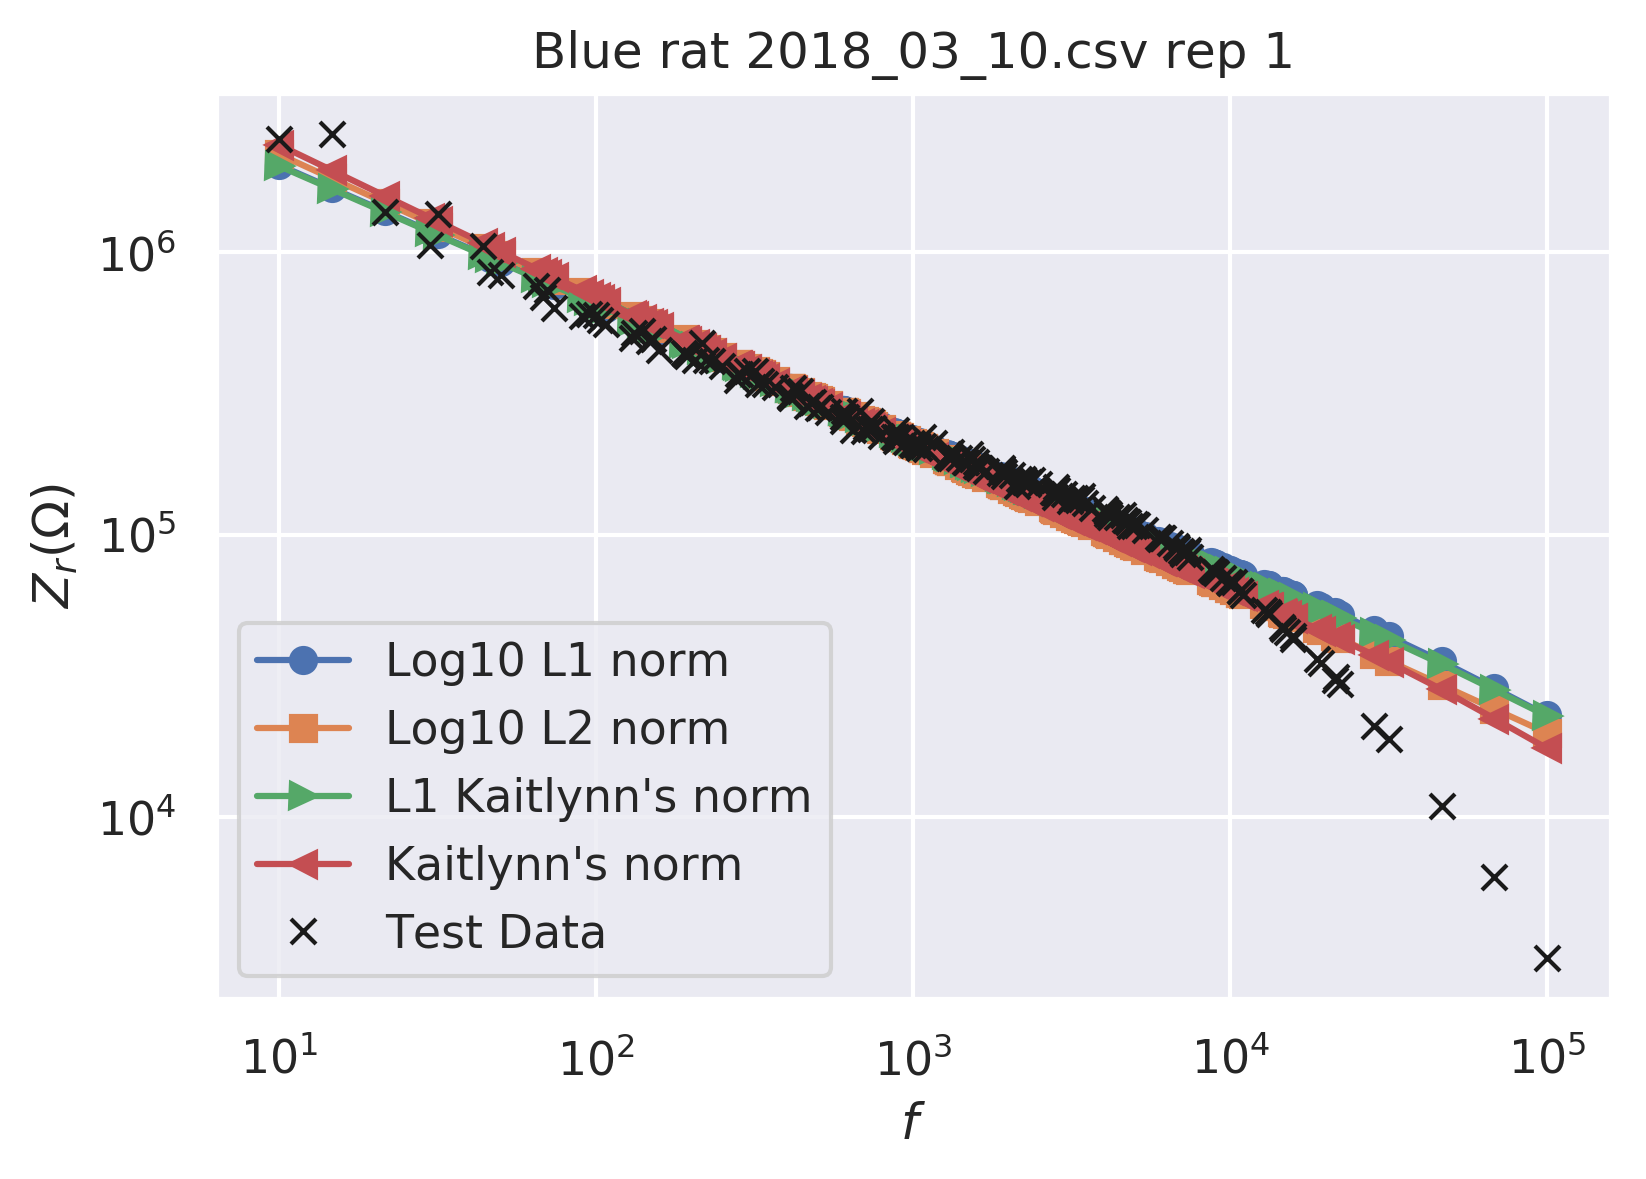 Blue rat 2018_03_10.csv rep 1
Z_r(Ω)
10^6
10^5
10^4
Log10 L1 norm
Log10 L2 norm
L1 Kaitlynn's norm
Kaitlynn's norm
Test Data
10^1 10^2 10^3 10^4 10^5
f